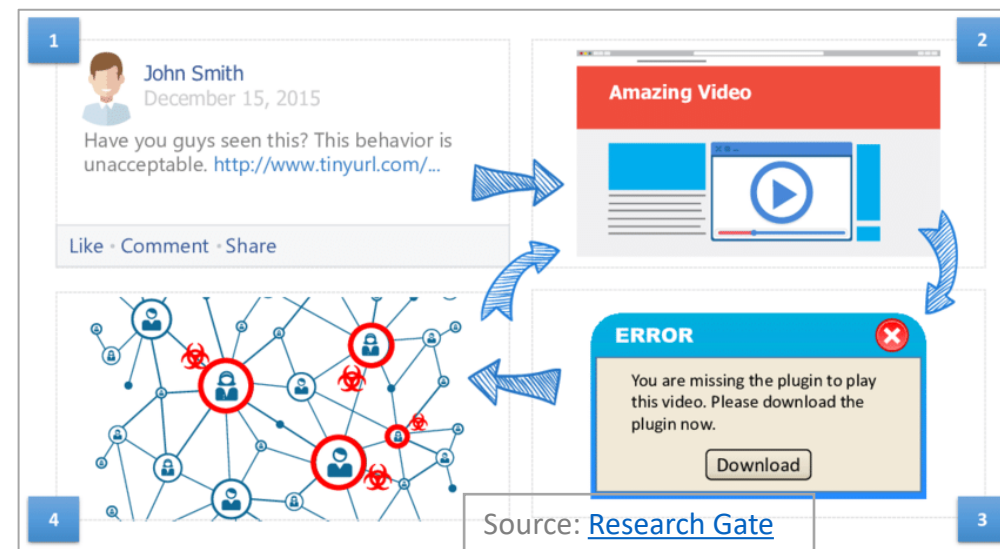 1
John Smith
December 15, 2015
Have you guys seen this? This behavior is
unacceptable. http://www.tinyurl.com/...
Like · Comment · Share
2
Amazing Video
ERROR
You are missing the plugin to play
this video. Please download the
plugin now.
Download
3
4
Source: Research Gate